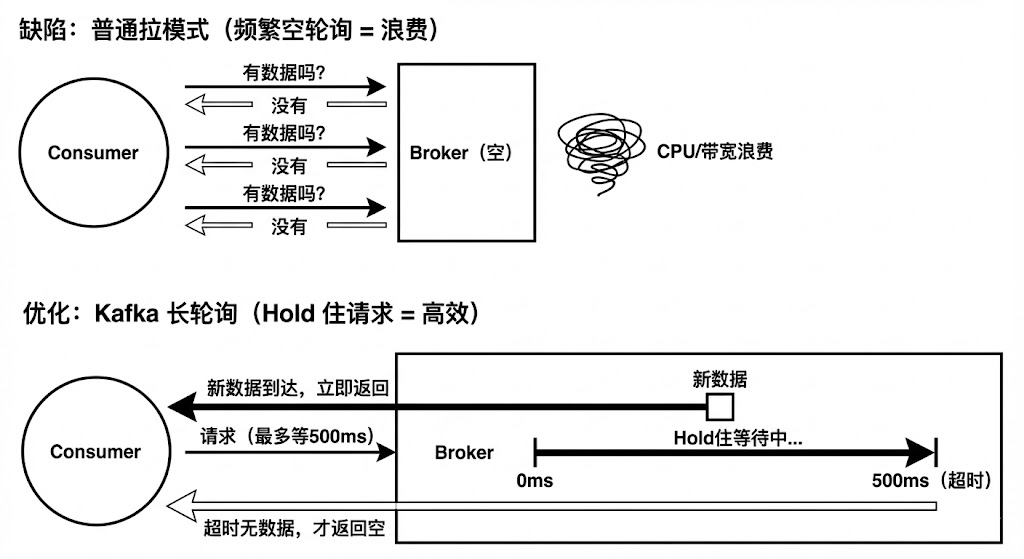 缺陷：普通拉模式（频繁空轮询 = 浪费）
有数据吗？
没有
有数据吗？
没有
有数据吗？
没有
Consumer
Broker（空）
CPU/带宽浪费
优化：Kafka 长轮询（Hold 住请求 = 高效）
新数据到达，立即返回
新数据
请求（最多等500ms）
Consumer
Broker
Hold住等待中...
0ms
500ms（超时）
超时无数据，才返回空